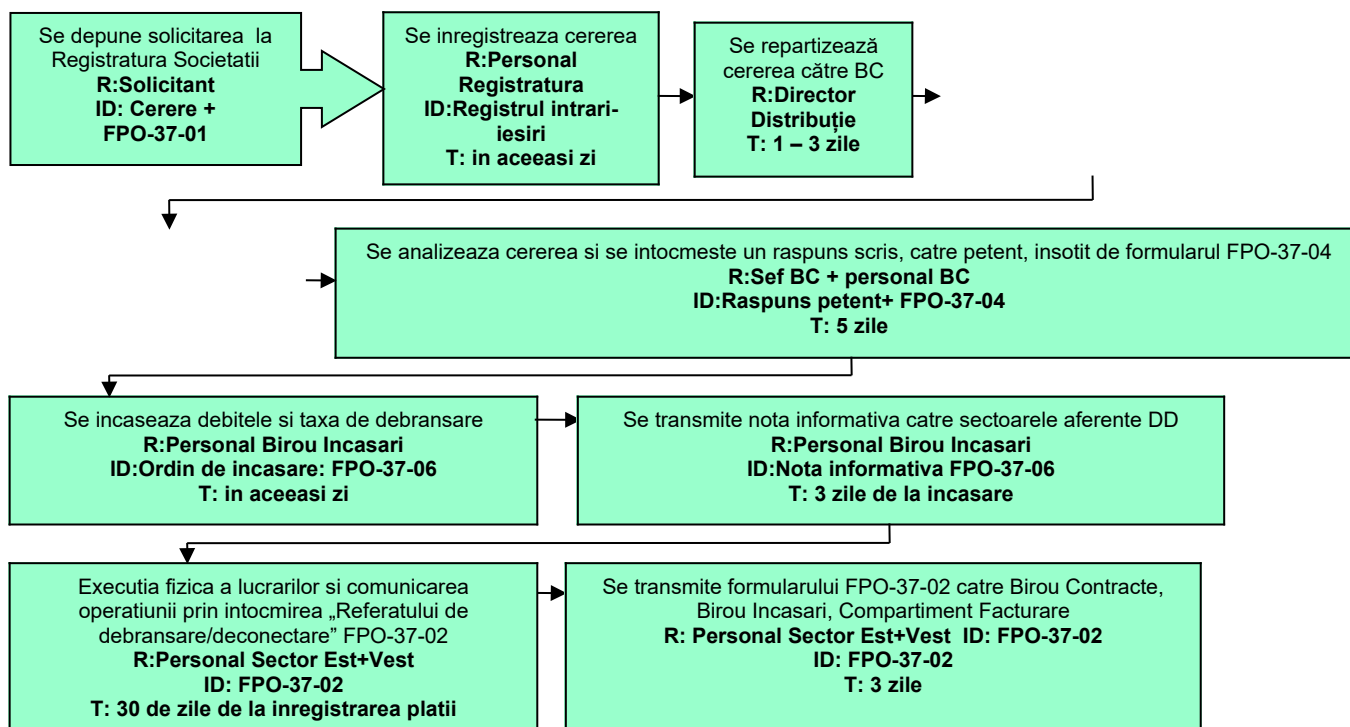 Se depune solicitarea la
Registratura Societatii
R:Solicitant
ID: Cerere +
FPO-37-01
Se inregistreaza cererea
R:Personal
Registratura
ID:Registrul intrari-
iesiri
T: in aceeasi zi
Se repartizează
cererea către BC
R:Director
Distribuție
T: 1 – 3 zile
Se analizeaza cererea si se intocmeste un raspuns scris, catre petent, insotit de formularul FPO-37-04
R:Sef BC + personal BC
ID:Raspuns petent+ FPO-37-04
T: 5 zile
Se incaseaza debitele si taxa de debransare
R:Personal Birou Incasari
ID:Ordin de incasare: FPO-37-06
T: in aceeasi zi
Se transmite nota informativa catre sectoarele aferente DD
R:Personal Birou Incasari
ID:Nota informativa FPO-37-06
T: 3 zile de la incasare
Executia fizica a lucrarilor si comunicarea
operatiunii prin intocmirea „Referatului de
debransare/deconectare” FPO-37-02
R:Personal Sector Est+Vest
ID: FPO-37-02
T: 30 de zile de la inregistrarea platii
Se transmite formularului FPO-37-02 catre Birou Contracte,
Birou Incasari, Compartiment Facturare
R: Personal Sector Est+Vest ID: FPO-37-02
ID: FPO-37-02
T: 3 zile